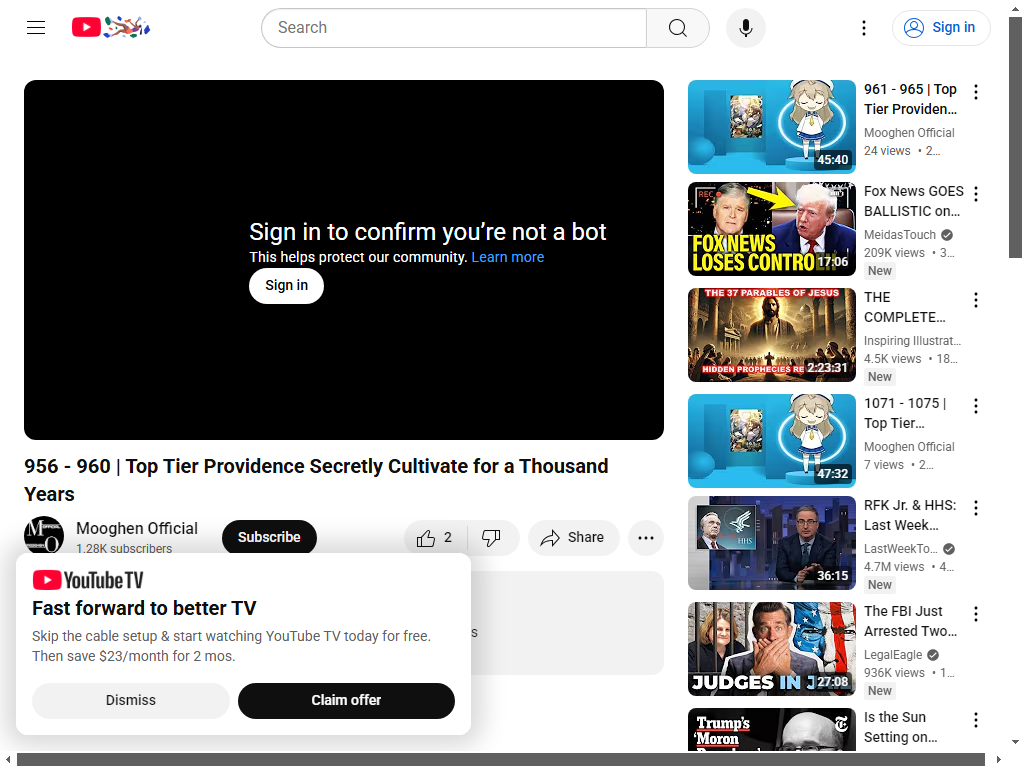 Search
Sign in
Sign in to confirm you're not a bot
This helps protect our community. Learn more
Sign in
956 - 960 | Top Tier Providence Secretly Cultivate for a Thousand
Years
Mooghen Official
1.28K subscribers
Subscribe
2
Share
s
YouTube TV
Fast forward to better TV
Skip the cable setup & start watching YouTube TV today for free.
Then save $23/month for 2 mos.
Dismiss
Claim offer
45:40
961 - 965 | Top
Tier Providen...
Mooghen Official
24 views • 2...
REC
FOX NEWS
LOSES CONTRO
17:06
Fox News GOES
BALLISTIC on...
MeidasTouch
209K views • 3...
New
THE 37 PARABLES OF JESUS
HIDDEN PROPHECIES RE
2:23:31
THE
COMPLETE...
Inspiring Illustrat...
4.5K views • 18...
New
47:32
1071 - 1075 |
Top Tier...
Mooghen Official
7 views • 2...
HHS
36:15
RFK Jr. & HHS:
Last Week...
LastWeekTo...
4.7M views • 4...
New
JUDGES IN J
27:08
The FBI Just
Arrested Two...
LegalEagle
936K views • 1...
New
Trump's
'Moron
Is the Sun
Setting on...